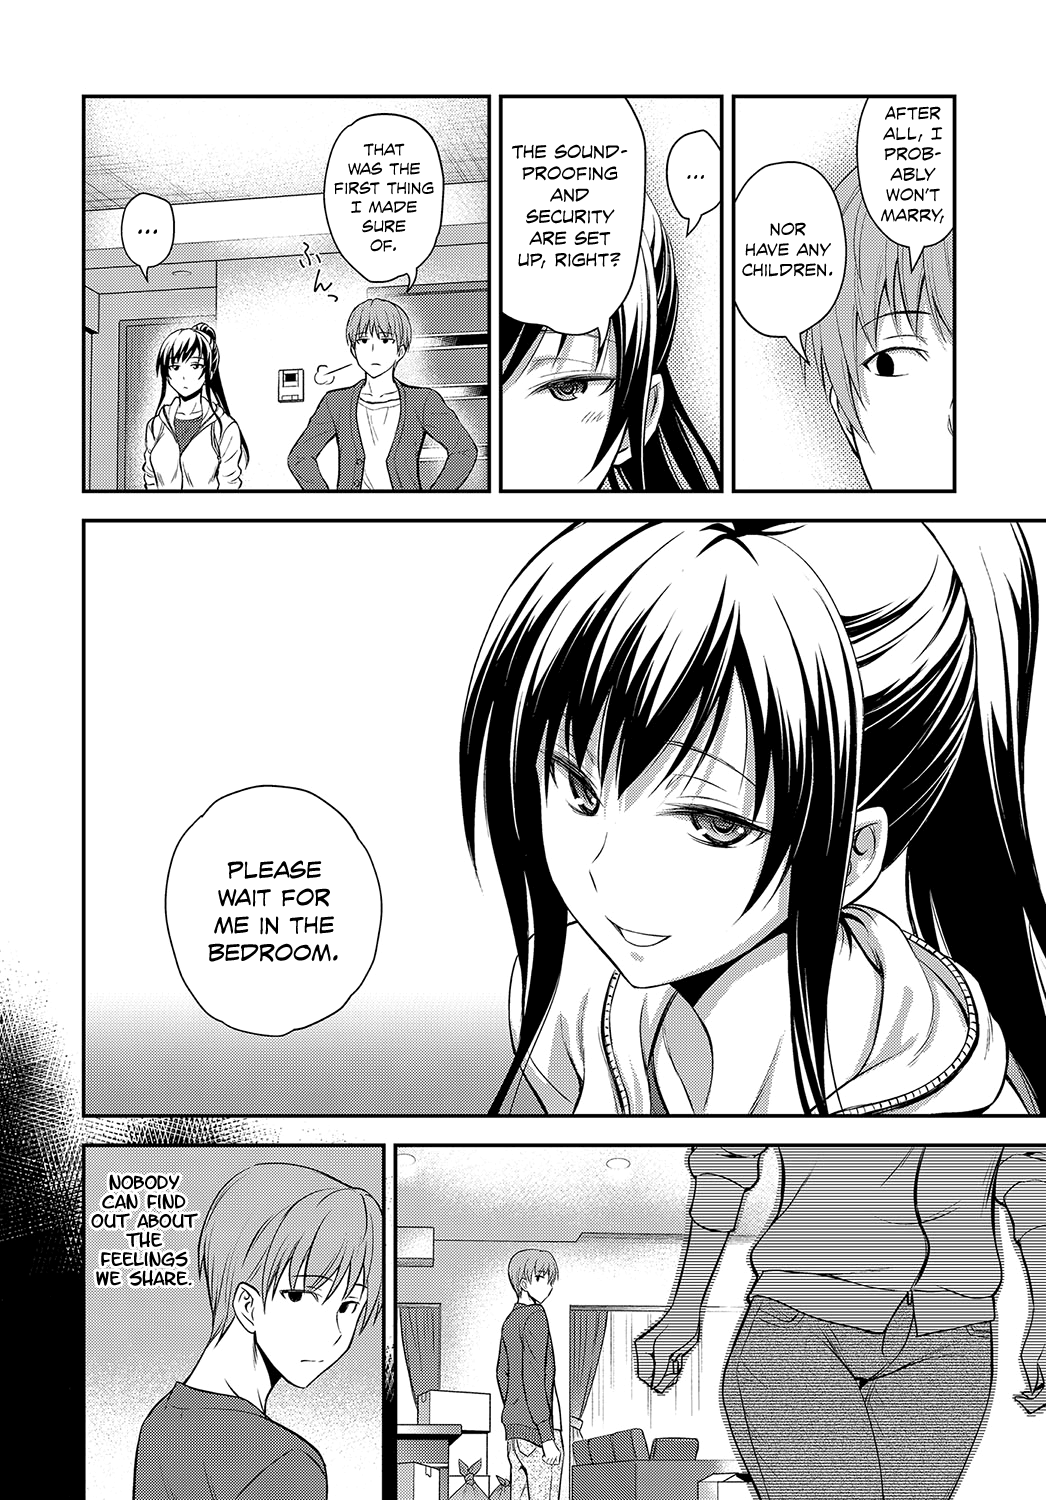 AFTER
ALL, I
PROB-
ABLY
WON'T
MARRY,
NOR
HAVE ANY
CHILDREN.
...
THE SOUND-
PROOFING
AND
SECURITY
ARE SET
UP, RIGHT?
THAT
WAS THE
FIRST THING
I MADE
SURE
OF.
ふんっ
...
PLEASE
WAIT FOR
ME IN THE
BEDROOM.
NOBODY
CAN FIND
OUT ABOUT
THE
FEELINGS
WE SHARE.